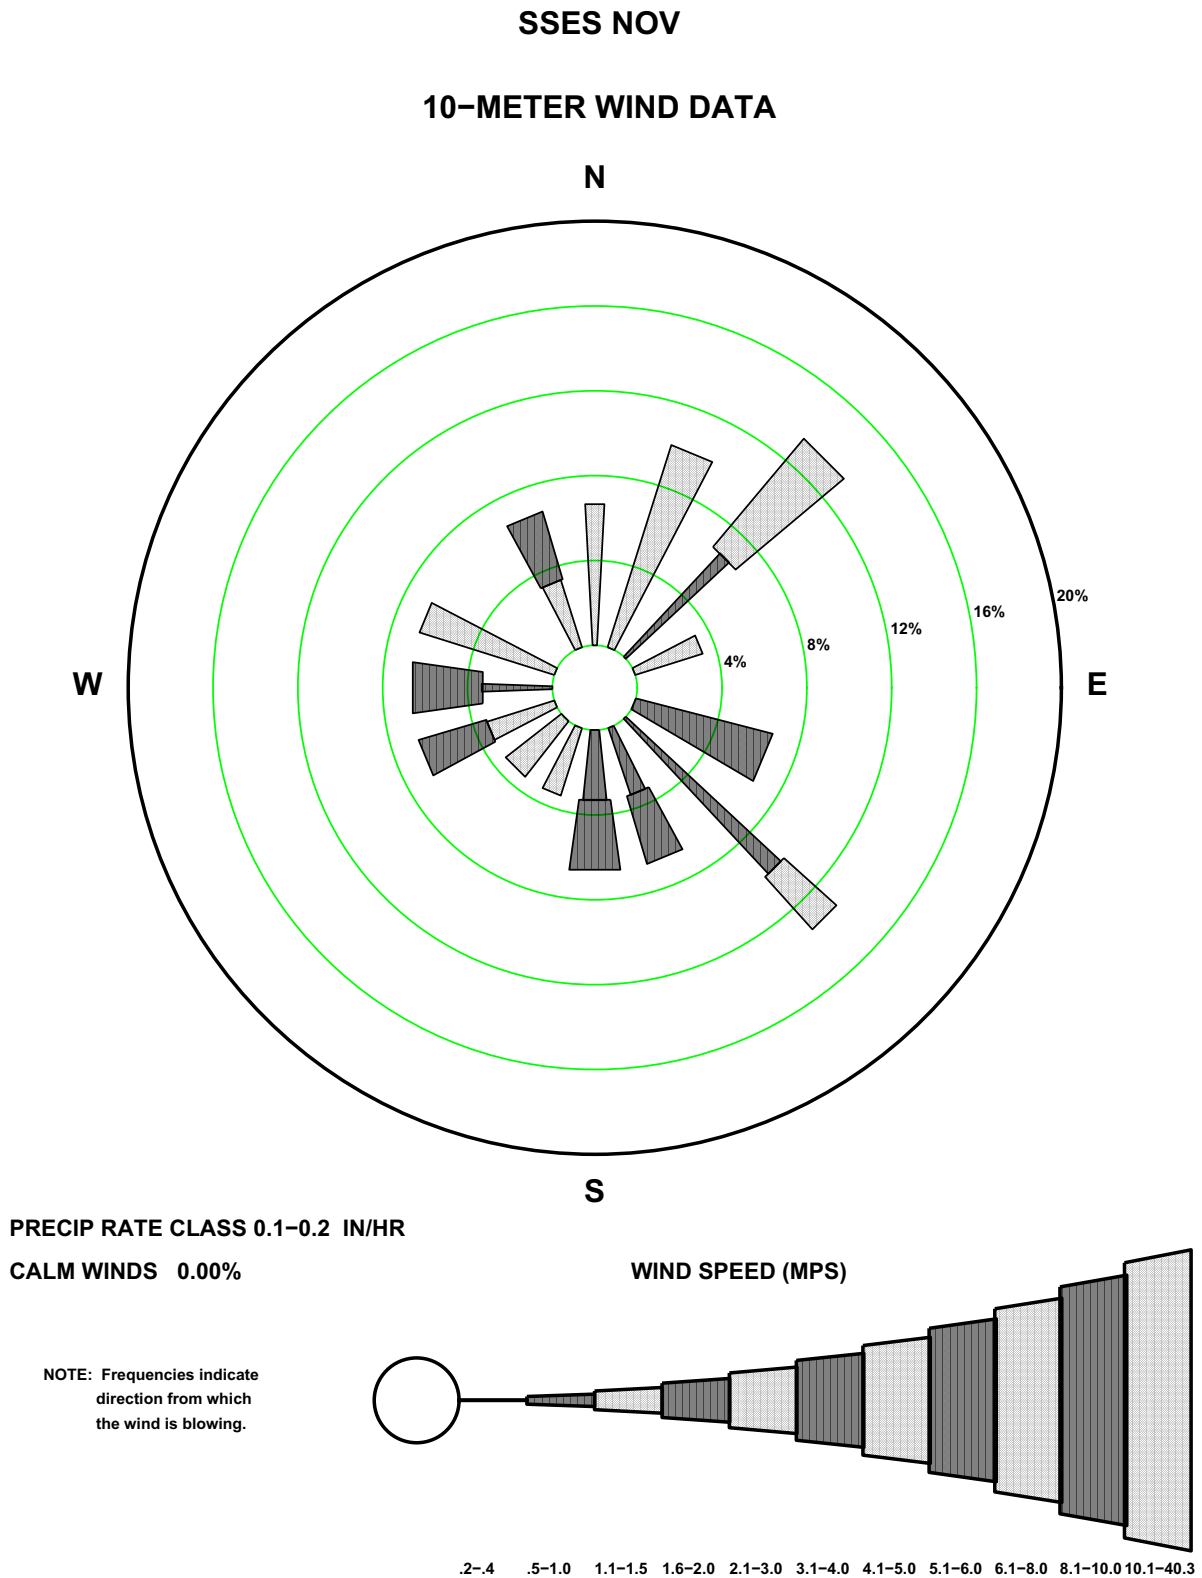 SSES NOV
10−METER WIND DATA
N
20%
16%
12%
8%
4%
W
E
S
PRECIP RATE CLASS 0.1−0.2 IN/HR
CALM WINDS 0.00%
WIND SPEED (MPS)
NOTE: Frequencies indicate
direction from which
the wind is blowing.
.2−.4 .5−1.0 1.1−1.5 1.6−2.0 2.1−3.0 3.1−4.0 4.1−5.0 5.1−6.0 6.1−8.0 8.1−10.0 10.1−40.3